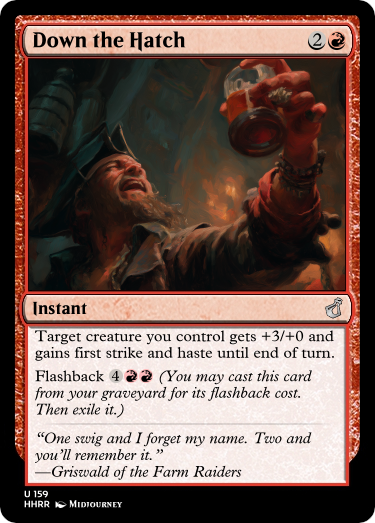 Down the Hatch 2
Instant
Target creature you control gets +3/+0 and
gains first strike and haste until end of turn.
Flashback 4 (You may cast this card
from your graveyard for its flashback cost.
Then exile it.)
"One swig and I forget my name. Two and
you'll remember it."
—Griswald of the Farm Raiders
U 159
HHRR MIDJOURNEY